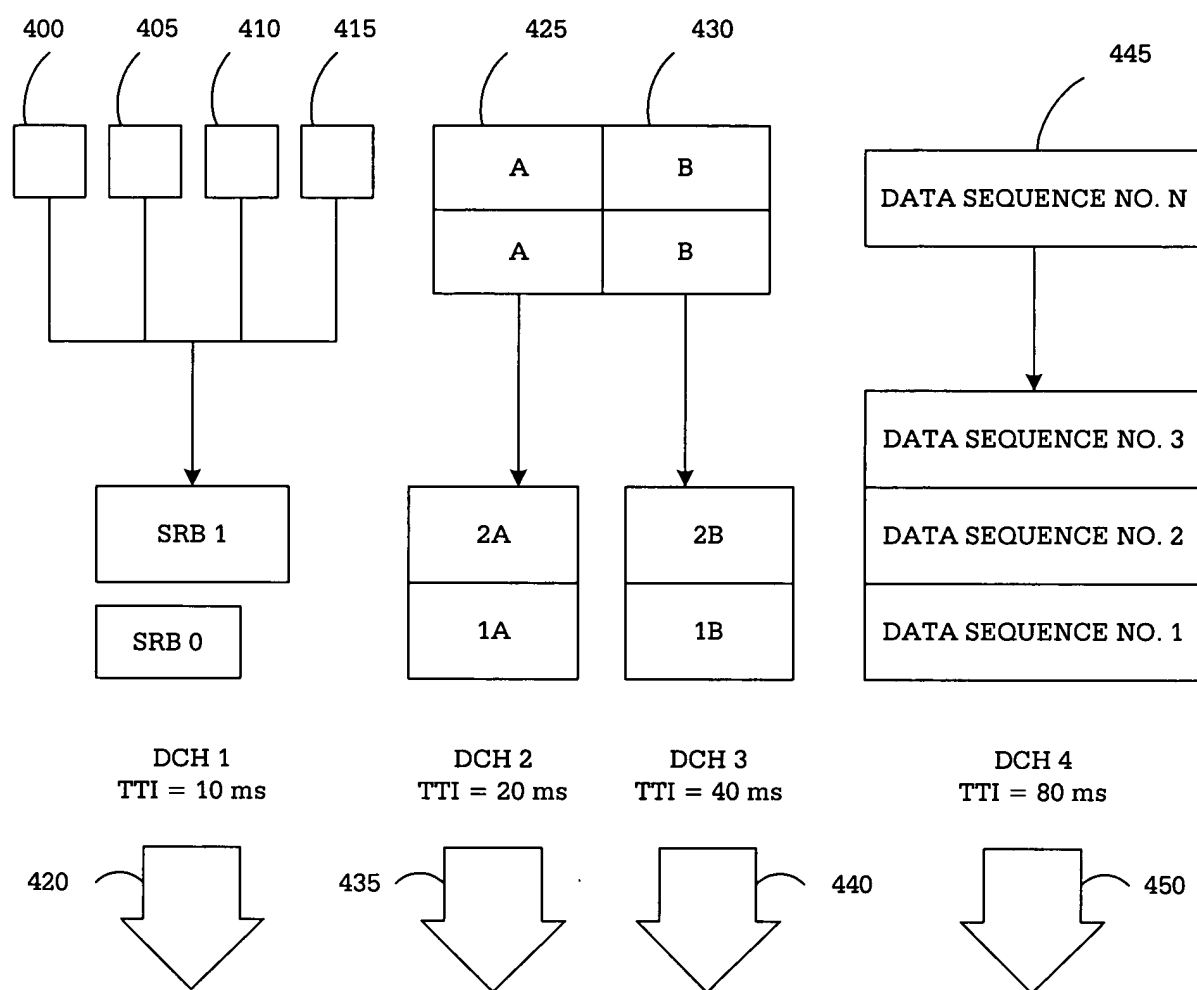 400 405 410 415 425 430 445
A B
A B
DATA SEQUENCE NO. N
DATA SEQUENCE NO. 3
SRB 1 2A 2B DATA SEQUENCE NO. 2
SRB 0 1A 1B DATA SEQUENCE NO. 1
DCH 1 DCH 2 DCH 3 DCH 4
TTI = 10 ms TTI = 20 ms TTI = 40 ms TTI = 80 ms
420 435 440 450